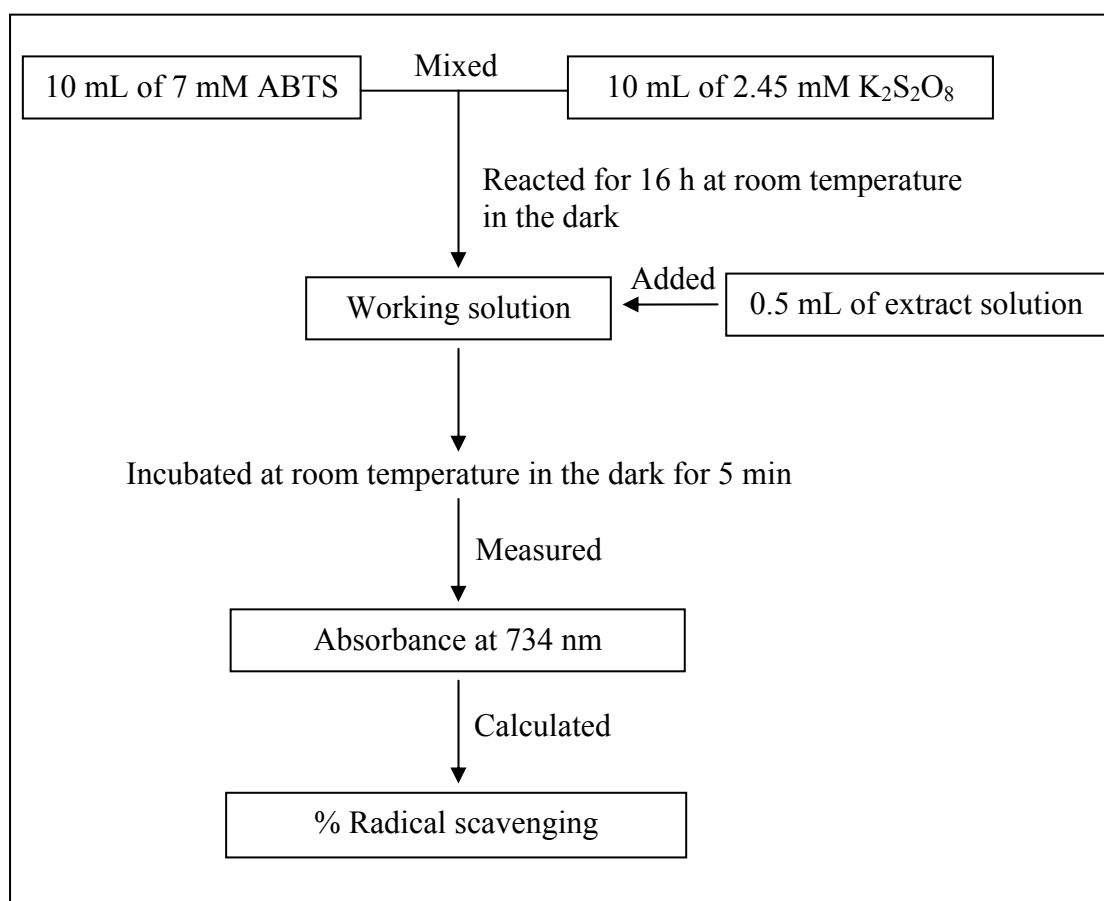 Mixed
10 mL of 7 mM ABTS
10 mL of 2.45 mM K₂S₂O₈
Reacted for 16 h at room temperature
in the dark
Added
Working solution
0.5 mL of extract solution
Incubated at room temperature in the dark for 5 min
Measured
Absorbance at 734 nm
Calculated
% Radical scavenging